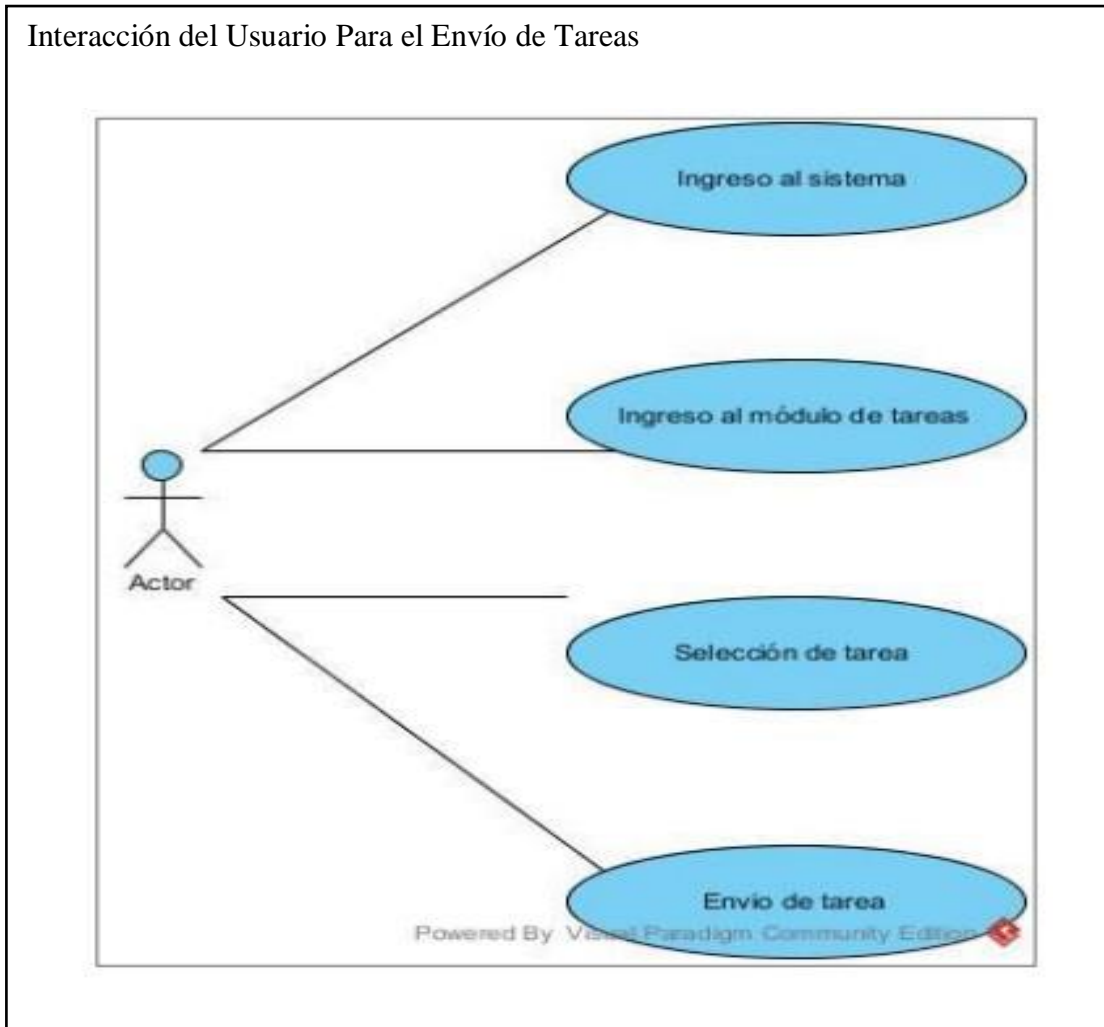 Interacción del Usuario Para el Envío de Tareas
Ingreso al sistema
Ingreso al módulo de tareas
Actor
Selección de tarea
Envio de tarea
Powered By Visual Paradigm Community Edition